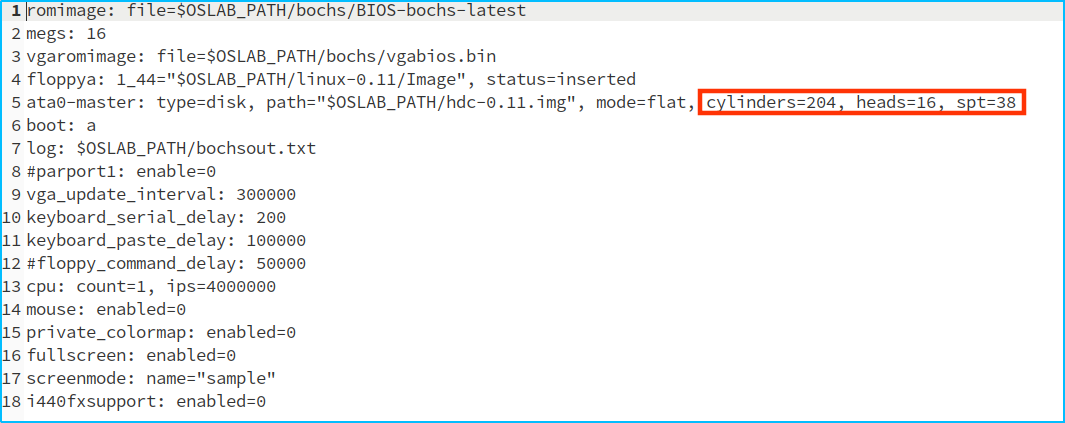 1 romimage: file=$OSLAB_PATH/bochs/BIOS-bochs-latest
2 megs: 16
3 vgaromimage: file=$OSLAB_PATH/bochs/vgabios.bin
4 floppya: 1_44="$OSLAB_PATH/linux-0.11/Image", status=inserted
5 ata0-master: type=disk, path="$OSLAB_PATH/hdc-0.11.img", mode=flat, cylinders=204, heads=16, spt=38
6 boot: a
7 log: $OSLAB_PATH/bochsout.txt
8 #parport1: enable=0
9 vga_update_interval: 300000
10 keyboard_serial_delay: 200
11 keyboard_paste_delay: 100000
12 #floppy_command_delay: 50000
13 cpu: count=1, ips=4000000
14 mouse: enabled=0
15 private_colormap: enabled=0
16 fullscreen: enabled=0
17 screenmode: name="sample"
18 i440fxsupport: enabled=0